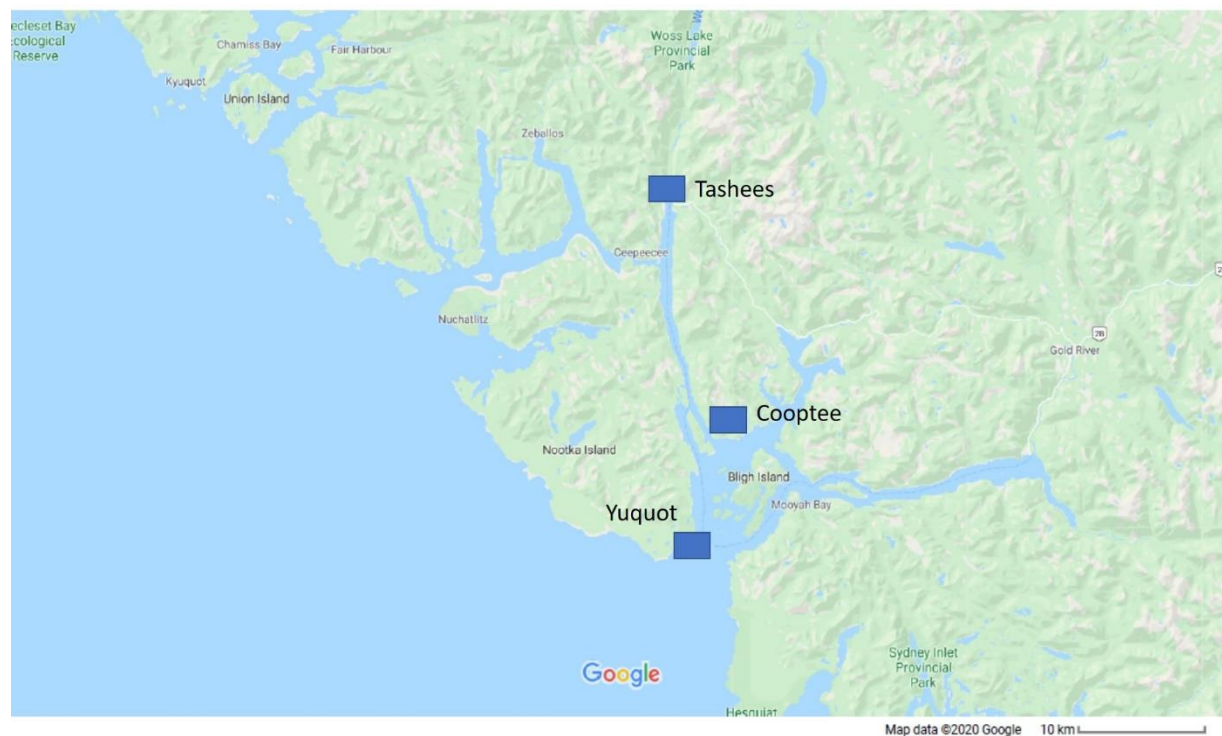 ecleset Bay
cological
Reserve
Chamiss Bay
Fair Harbour
Kyuquot
Union Island
Woss Lake
Provincial
Park
Zeballos
Tashees
Ceepeecee
Nuchatlitz
28
Gold River
Cooptee
Nootka Island
Bligh Island
Mooyah Bay
Yuquot
Google
Sydney Inlet
Provincial
Park
Hesquiat
Map data ©2020 Google 10 km